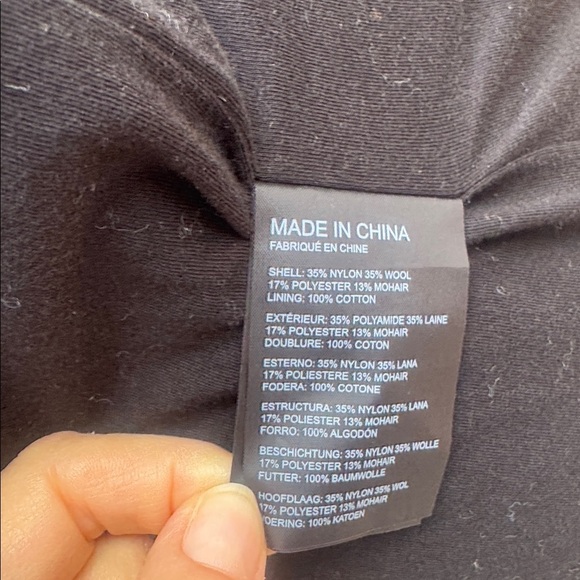 MADE IN CHINA
FABRIQUÉ EN CHINE
SHELL: 35% NYLON 35% WOOL
17% POLYESTER 13% MOHAIR
LINING: 100% COTTON
EXTÉRIEUR: 35% POLYAMIDE 35% LAINE
17% POLYESTER 13% MOHAIR
DOUBLURE: 100% COTON
ESTERNO: 35% NYLON 35% LANA
17% POLIESTERE 13% MOHAIR
FODERA: 100% COTONE
ESTRUCTURA: 35% NYLON 35% LANA
17% POLIÉSTER 13% MOHAIR
FORRO: 100% ALGODÓN
BESCHICHTUNG: 35% NYLON 35% WOLLE
17% POLYESTER 13% MOHAIR
FUTTER: 100% BAUMWOLLE
HOOFDLAAG: 35% NYLON 35% WOL
17% POLYESTER 13% MOHAIR
100% KATOEN